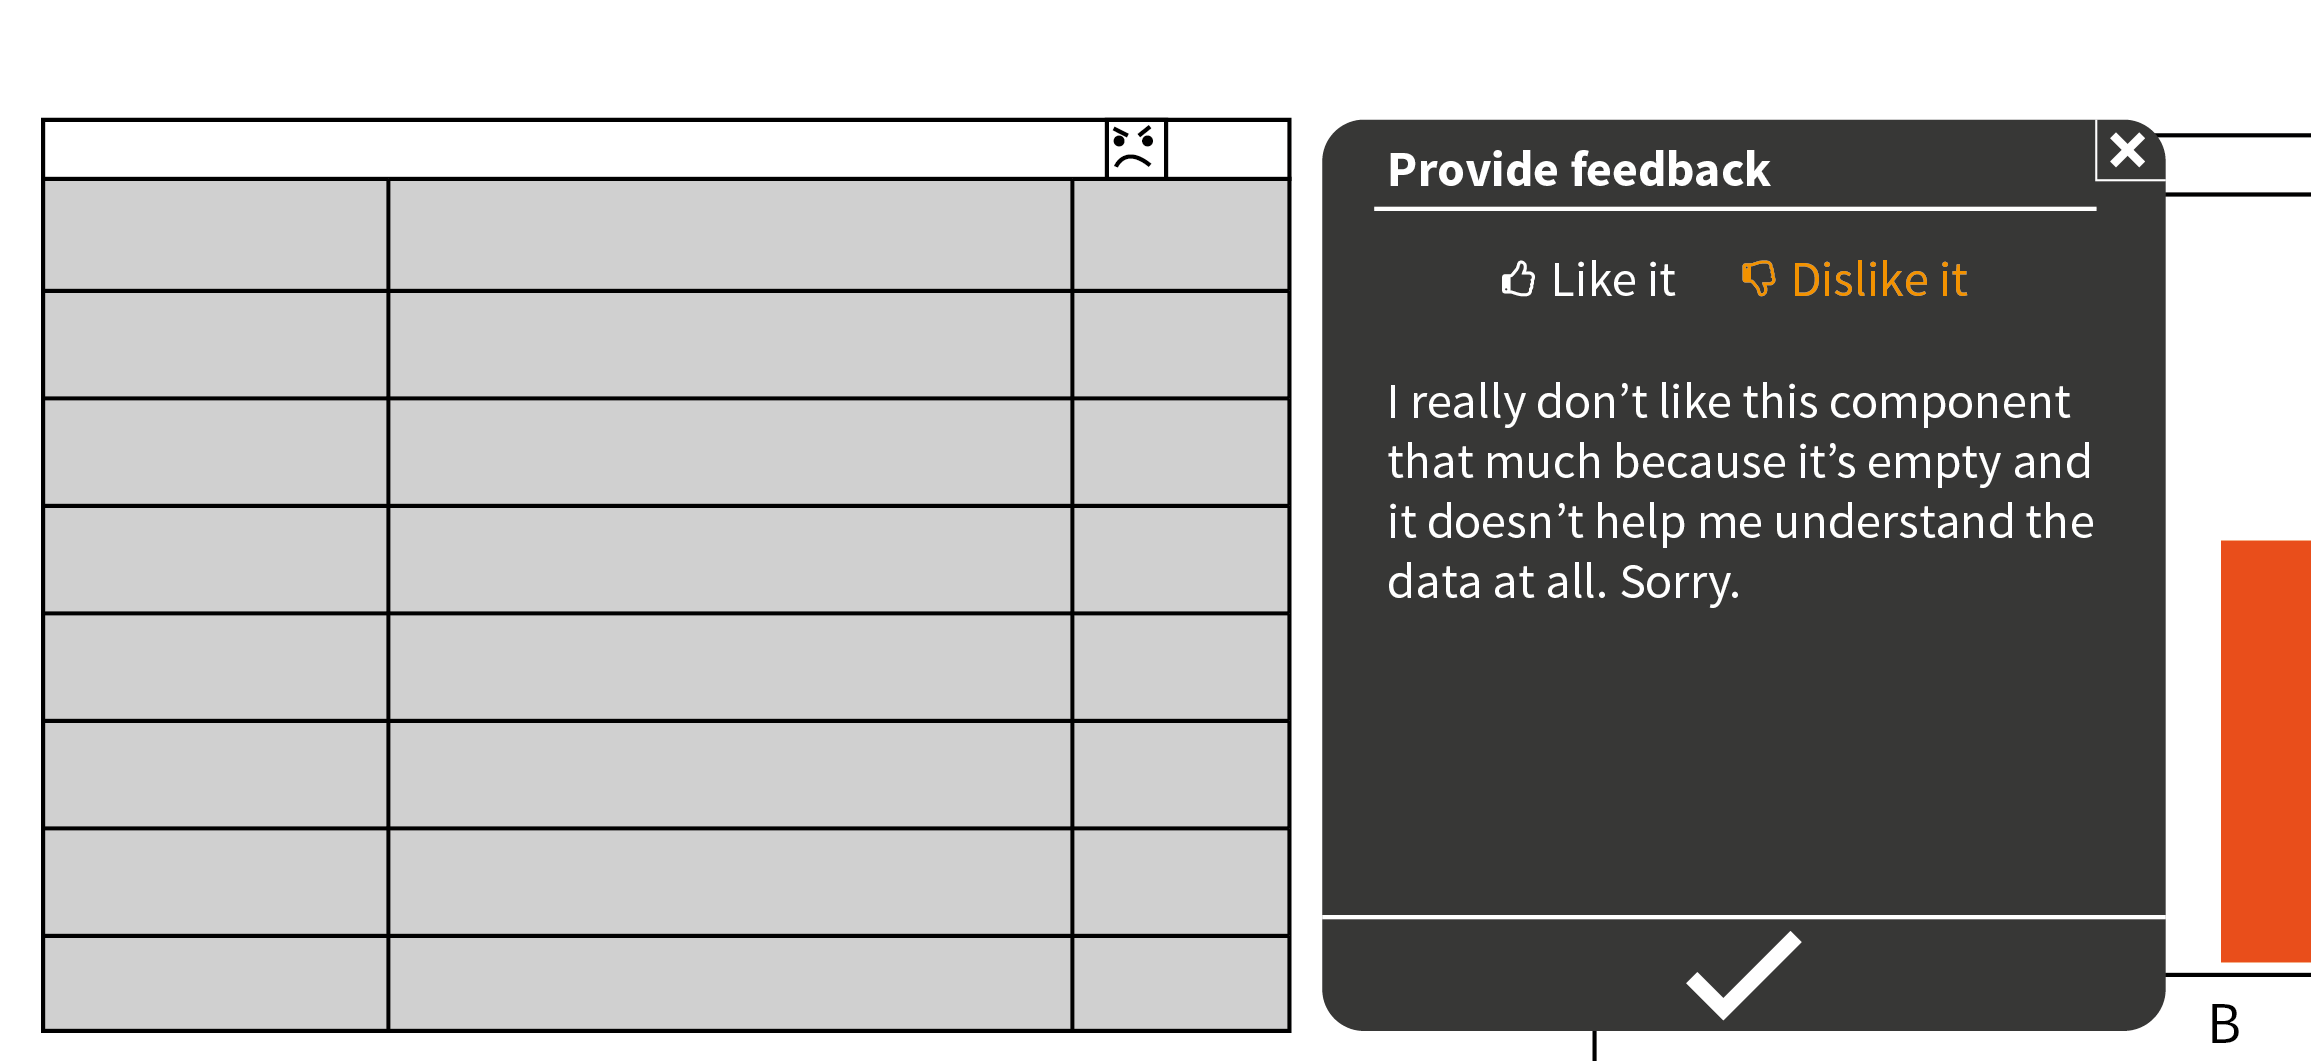 Provide feedback
Like it Dislike it
I really don’t like this component
that much because it’s empty and
it doesn’t help me understand the
data at all. Sorry.
B